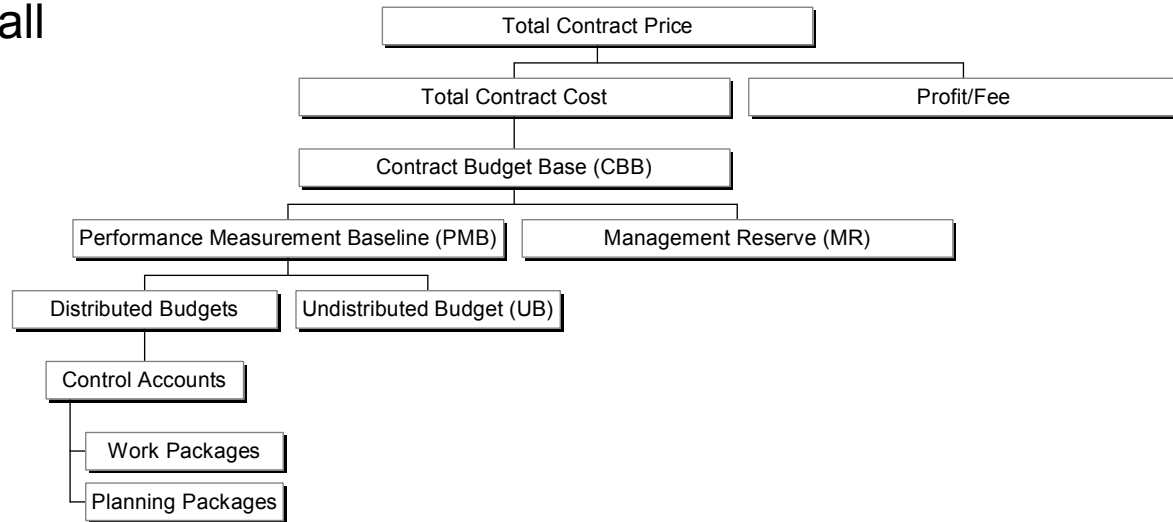 all
Total Contract Price
Total Contract Cost
Profit/Fee
Contract Budget Base (CBB)
Performance Measurement Baseline (PMB)
Management Reserve (MR)
Distributed Budgets
Undistributed Budget (UB)
Control Accounts
Work Packages
Planning Packages